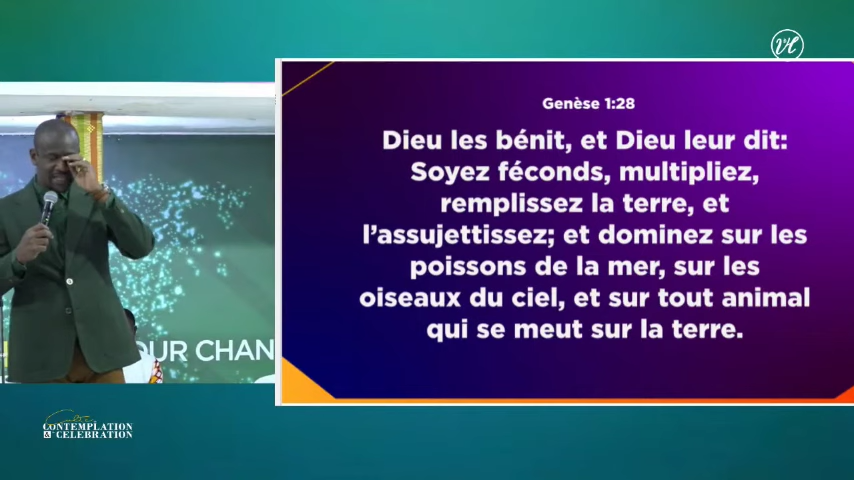 Genèse 1:28
Dieu les bénit, et Dieu leur dit:
Soyez féconds, multipliez,
remplissez la terre, et
l'assujettissez; et dominez sur les
poissons de la mer, sur les
oiseaux du ciel, et sur tout animal
qui se meut sur la terre.
OUR CHAN
CONTEMPLATION
& CELEBRATION